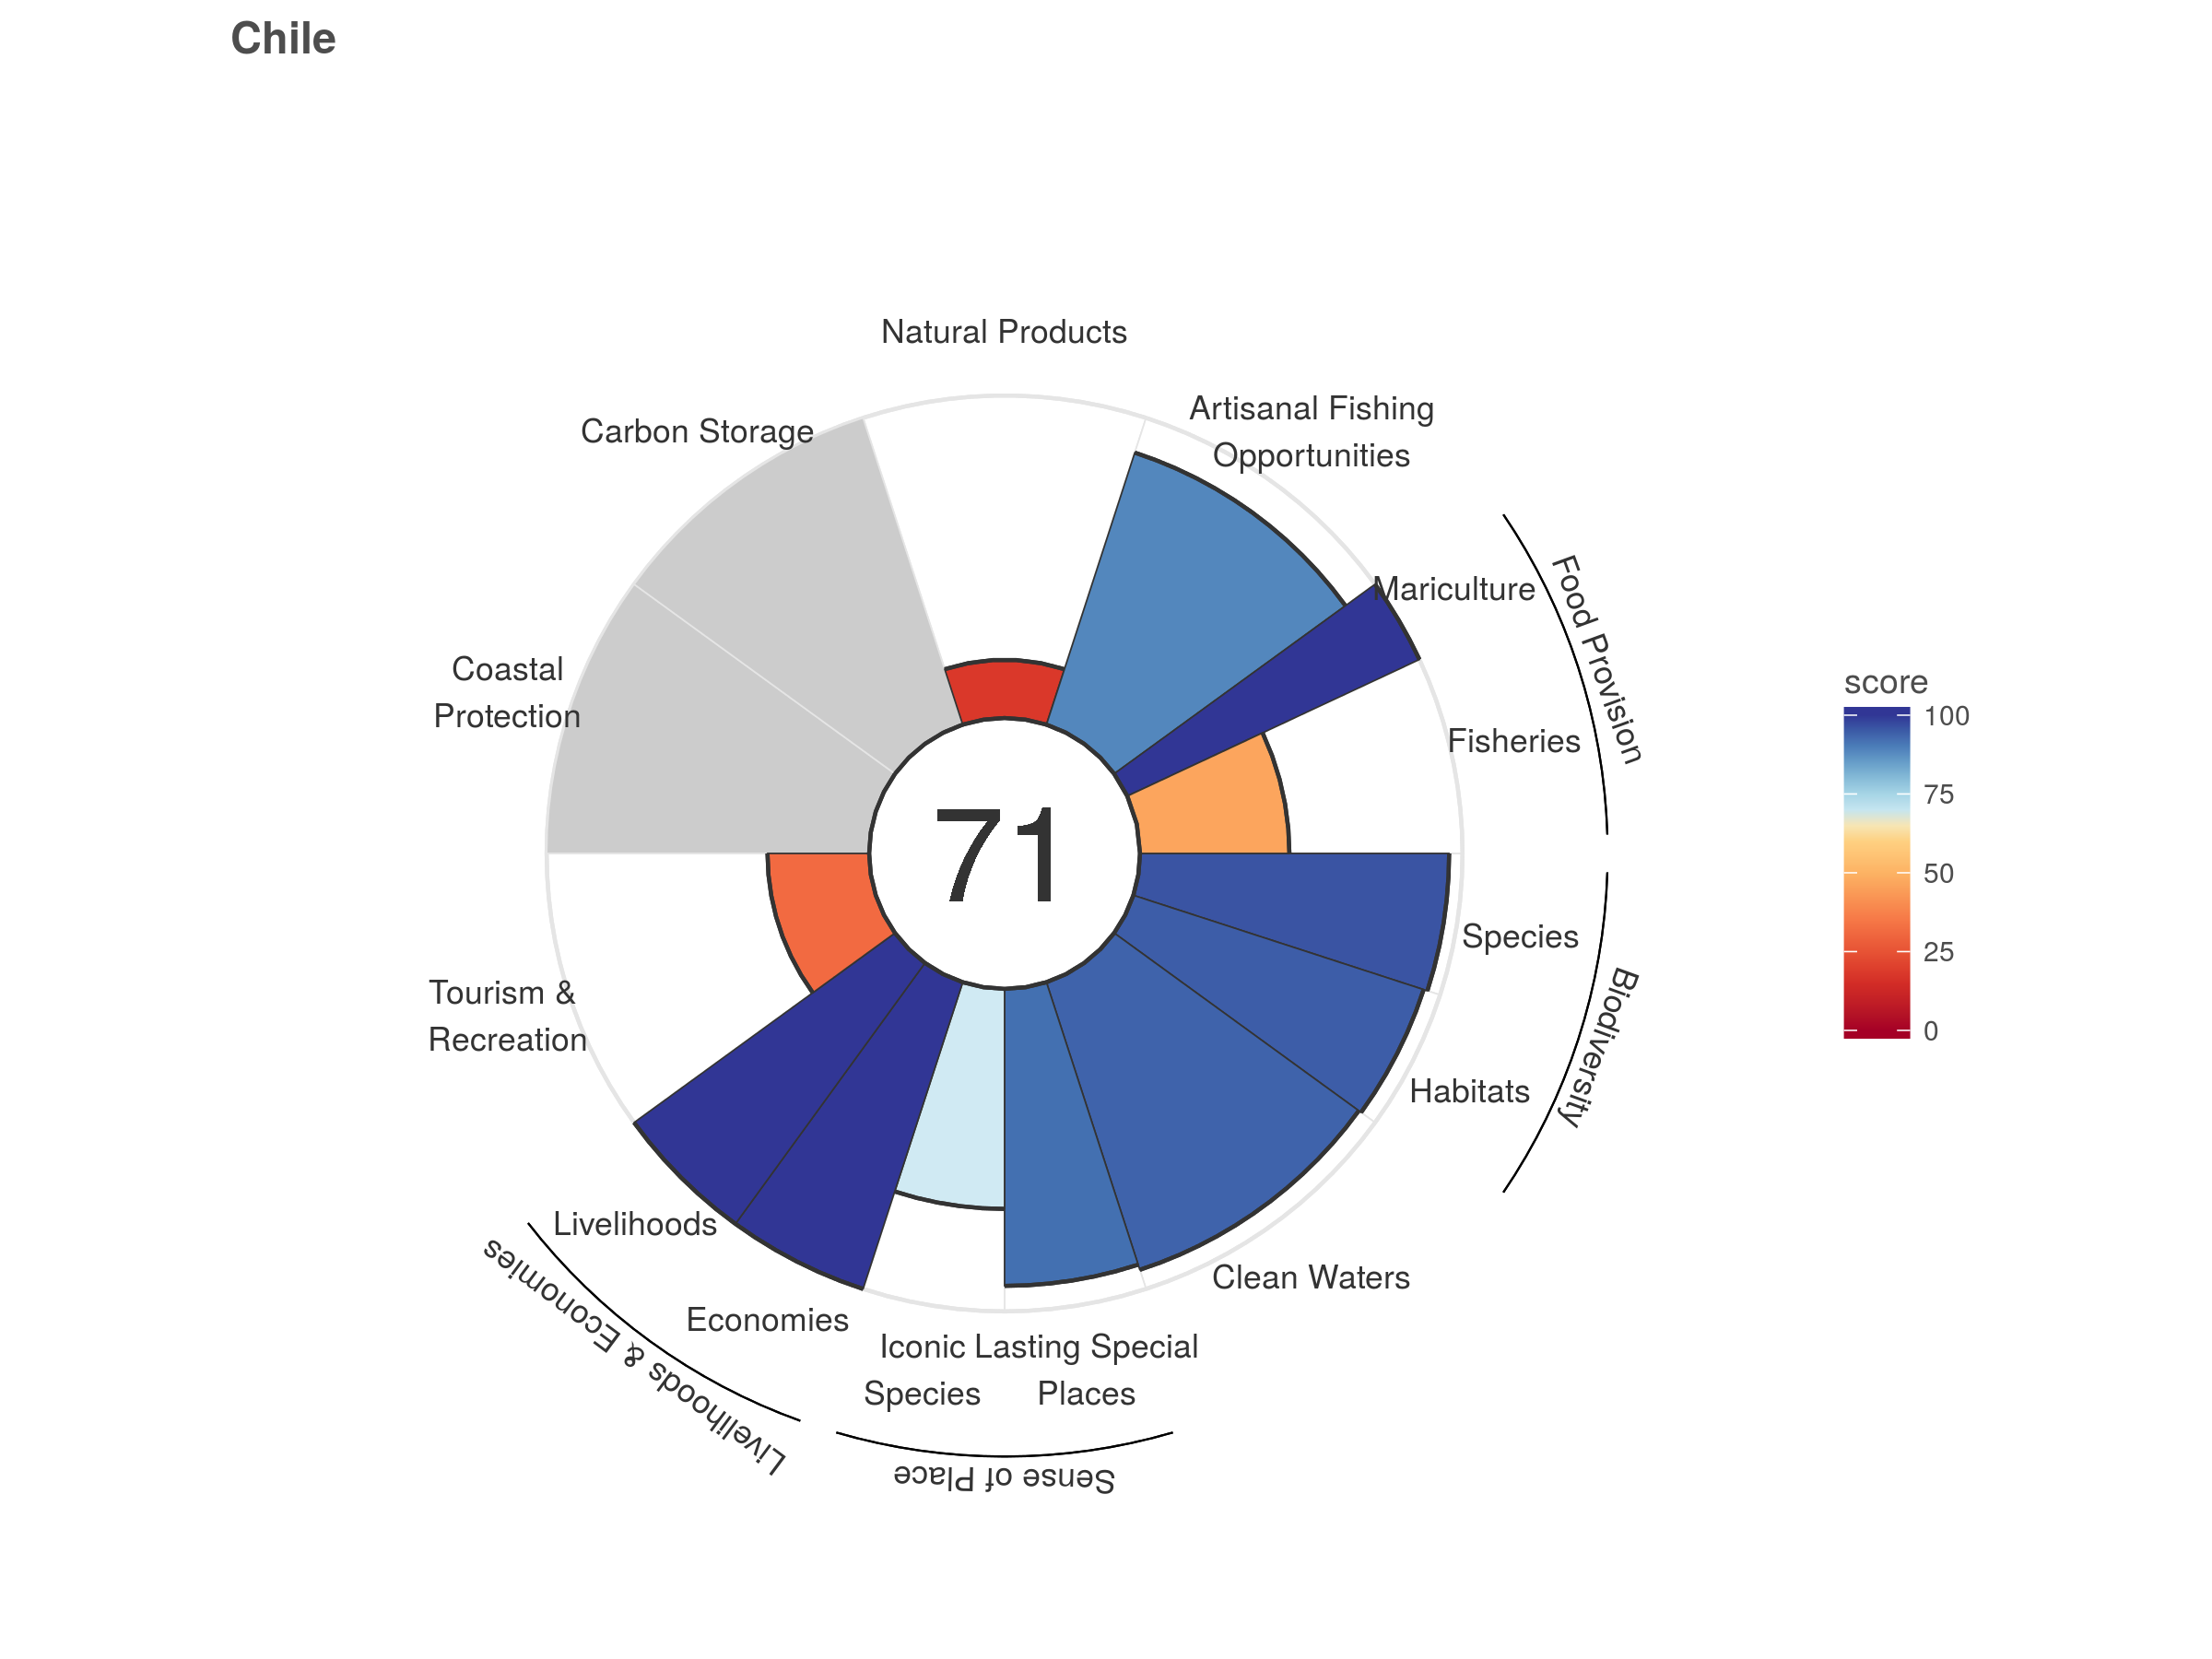 Chile
Natural Products
Artisanal Fishing
Opportunities
Carbon Storage
Mariculture
Food Provision
Coastal
Protection
Fisheries
score
100
75
50
25
0
71
Species
Biodiversity
Tourism &
Recreation
Habitats
Livelihoods
Clean Waters
Economies
Livelihoods & Economies
Iconic
Species
Lasting Special
Places
Sense of Place